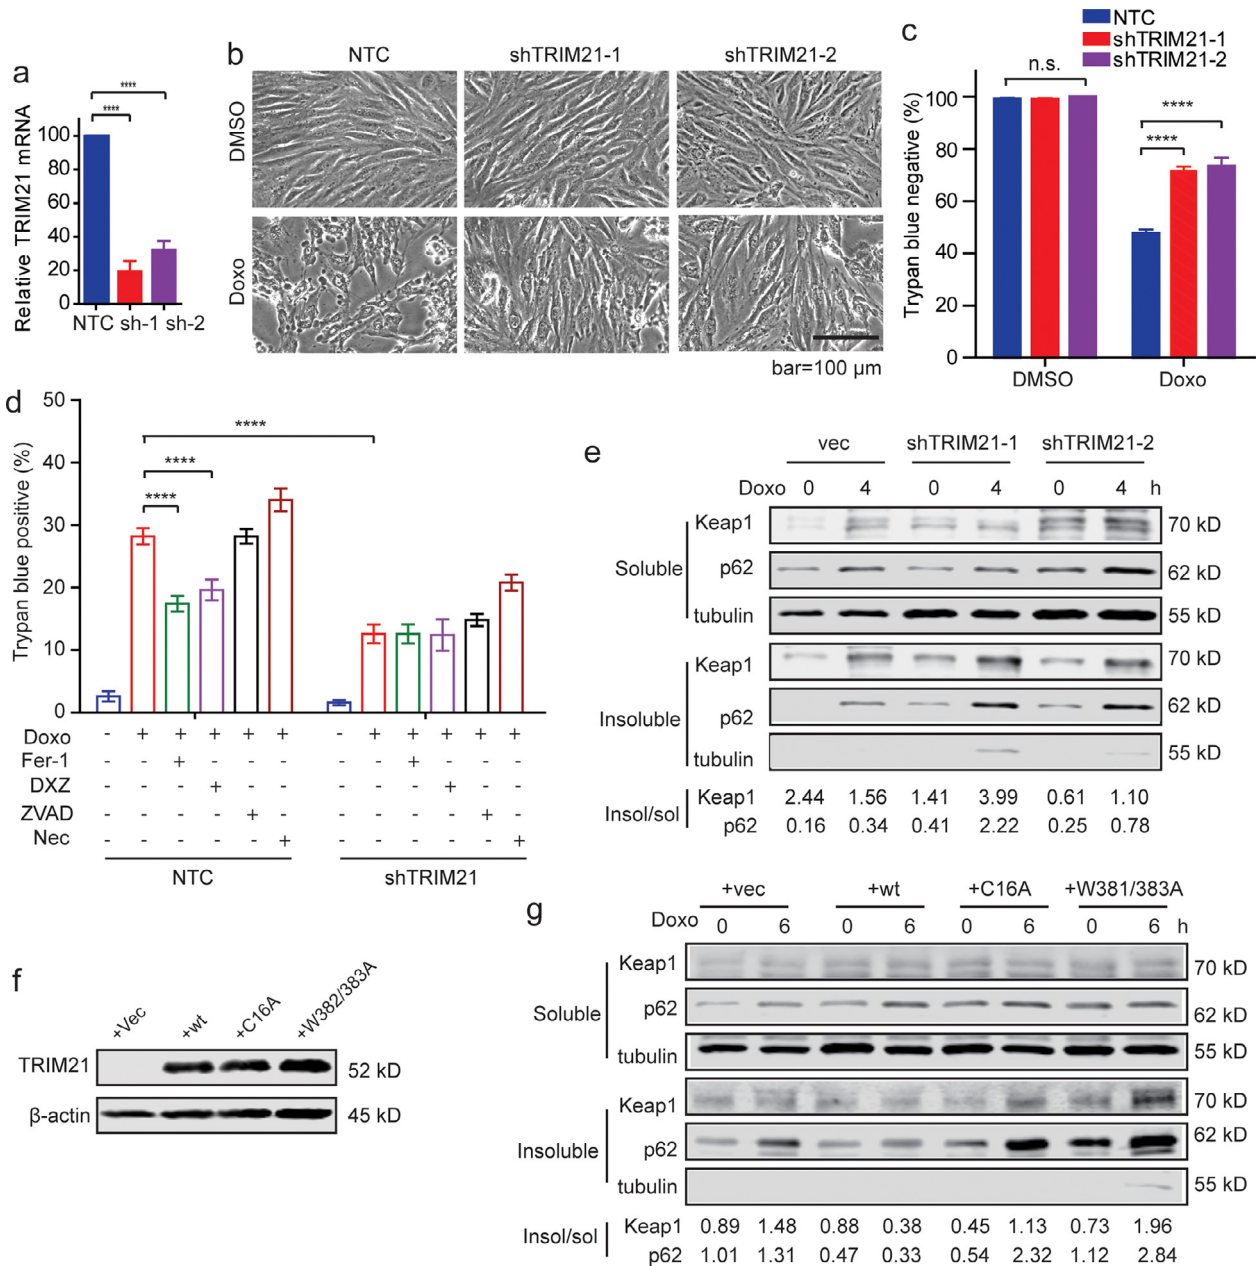 a
Relative TRIM21 mRNA
100
80
60
40
20
0
****
****
NTC sh-1 sh-2
b
NTC shTRIM21-1 shTRIM21-2
DMSO
Doxo
bar=100 µm
c
NTC
shTRIM21-1
shTRIM21-2
Trypan blue negative (%)
100
80
60
40
80
0
n.s.
****
****
DMSO Doxo
d
Trypan blue positive (%)
50
40
30
20
10
0
****
****
****
Doxo - + + + + + - + + + + +
Fer-1 - - + - - - - - + - - -
DXZ - - - + - - - - - + - -
ZVAD - - - - + - - - - - + -
Nec - - - - - + - - - - - +
NTC shTRIM21
e
vec shTRIM21-1 shTRIM21-2
Doxo 0 4 0 4 0 4 h
Soluble
Keap1 70 kD
p62 62 kD
tubulin 55 kD
Insoluble
Keap1 70 kD
p62 62 kD
tubulin 55 kD
Insol/sol
Keap1 2.44 1.56 1.41 3.99 0.61 1.10
p62 0.16 0.34 0.41 2.22 0.25 0.78
f
+Vec +wt +C16A +W382/383A
TRIM21 52 kD
β-actin 45 kD
g
+vec +wt +C16A +W381/383A
Doxo 0 6 0 6 0 6 0 6 h
Soluble
Keap1 70 kD
p62 62 kD
tubulin 55 kD
Insoluble
Keap1 70 kD
p62 62 kD
tubulin 55 kD
Insol/sol
Keap1 0.89 1.48 0.88 0.38 0.45 1.13 0.73 1.96
p62 1.01 1.31 0.47 0.33 0.54 2.32 1.12 2.84